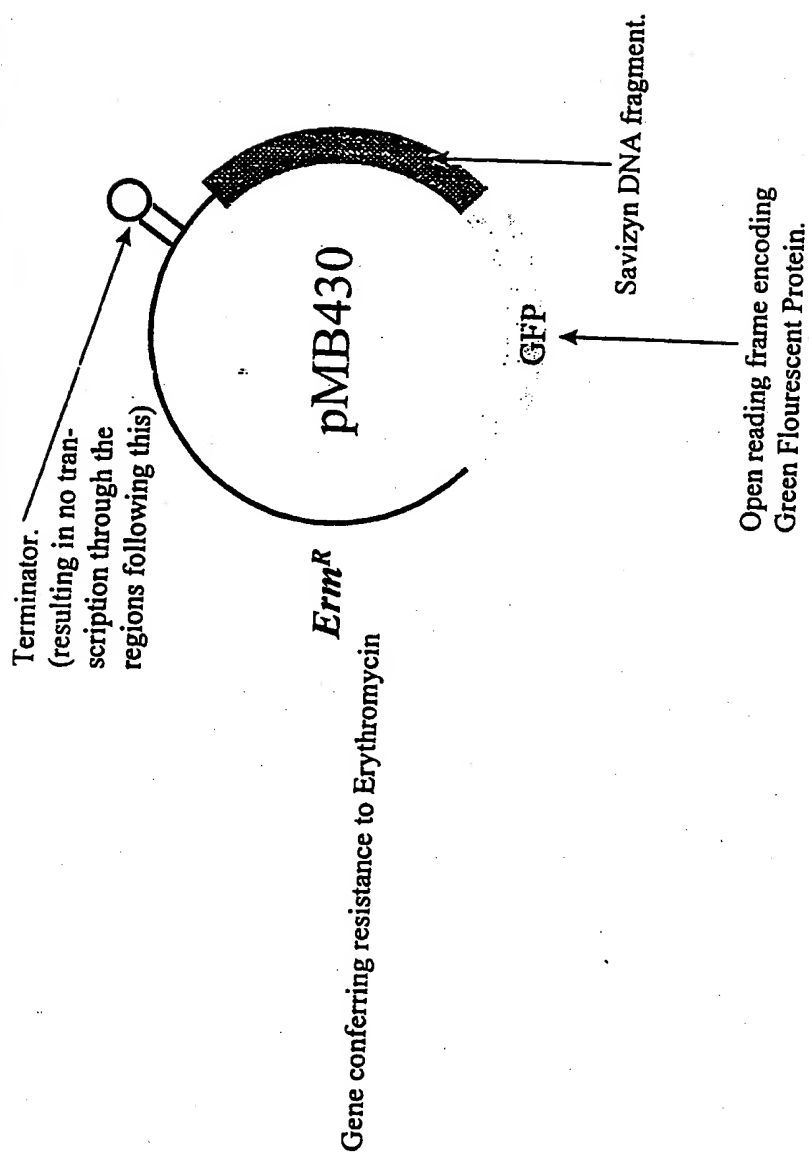 Terminator.
(resulting in no tran-
scription through the
regions following this)
pMB430
Erm^R
Gene conferring resistance to Erythromycin
GFP
Savizyn DNA fragment.
Open reading frame encoding
Green Flourescent Protein.